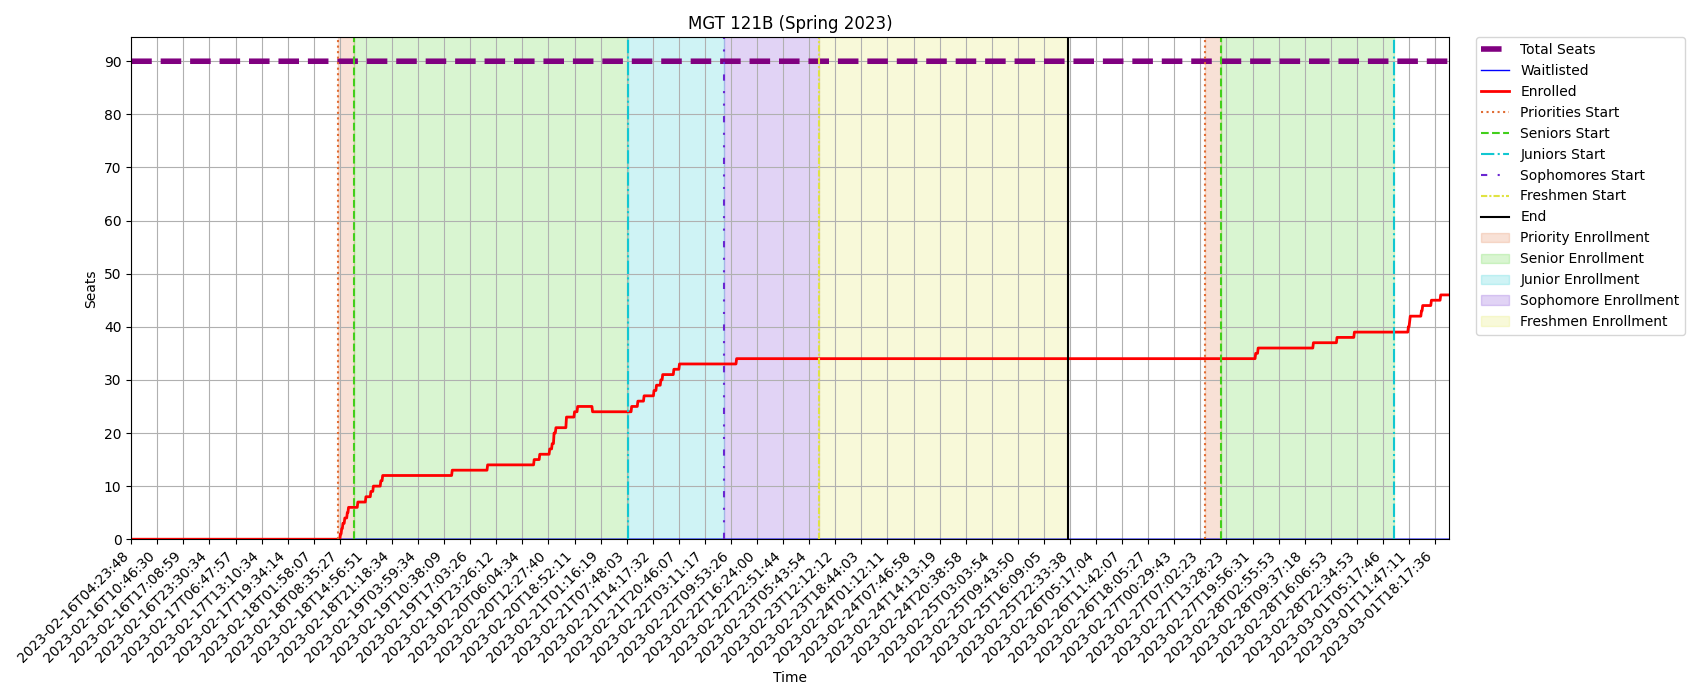 MGT 121B (Spring 2023)
Seats
90
80
70
60
50
40
30
20
10
0
2023-02-16T04:23:48
2023-02-16T10:46:30
2023-02-16T17:08:59
2023-02-16T23:30:34
2023-02-17T06:47:57
2023-02-17T13:10:34
2023-02-17T19:34:14
2023-02-18T01:58:07
2023-02-18T08:35:27
2023-02-18T14:56:51
2023-02-18T21:18:34
2023-02-19T03:59:34
2023-02-19T10:38:09
2023-02-19T17:03:26
2023-02-19T23:26:12
2023-02-20T06:04:34
2023-02-20T12:27:40
2023-02-20T18:52:11
2023-02-21T01:16:19
2023-02-21T07:48:03
2023-02-21T14:17:32
2023-02-21T20:46:07
2023-02-22T03:11:17
2023-02-22T09:53:26
2023-02-22T16:24:00
2023-02-22T22:51:44
2023-02-23T05:43:54
2023-02-23T12:12:12
2023-02-23T18:44:03
2023-02-24T01:12:11
2023-02-24T07:46:58
2023-02-24T14:13:19
2023-02-24T20:38:58
2023-02-25T03:03:54
2023-02-25T09:43:50
2023-02-25T16:09:05
2023-02-25T22:33:38
2023-02-26T05:17:04
2023-02-26T11:42:07
2023-02-26T18:05:27
2023-02-27T00:29:43
2023-02-27T07:02:23
2023-02-27T13:28:23
2023-02-27T19:56:31
2023-02-28T02:55:53
2023-02-28T09:37:18
2023-02-28T16:06:53
2023-02-28T22:34:53
2023-03-01T05:17:46
2023-03-01T11:47:11
2023-03-01T18:17:36
Time
Total Seats
Waitlisted
Enrolled
Priorities Start
Seniors Start
Juniors Start
Sophomores Start
Freshmen Start
End
Priority Enrollment
Senior Enrollment
Junior Enrollment
Sophomore Enrollment
Freshmen Enrollment